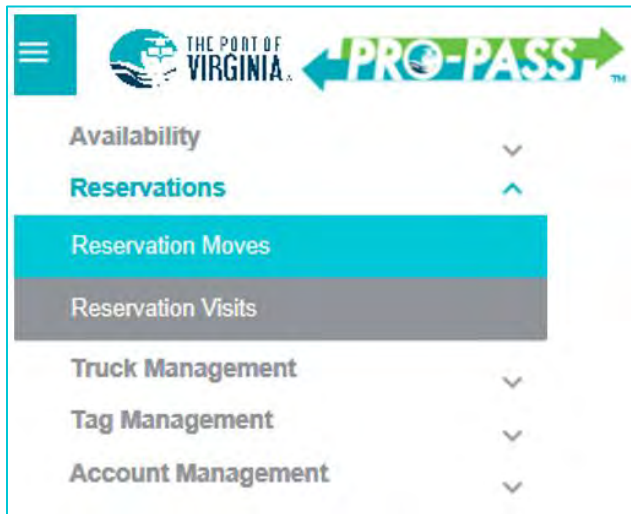 THE PORT OF
VIRGINIA.
PRO-PASS
TM
Availability
Reservations
Reservation Moves
Reservation Visits
Truck Management
Tag Management
Account Management